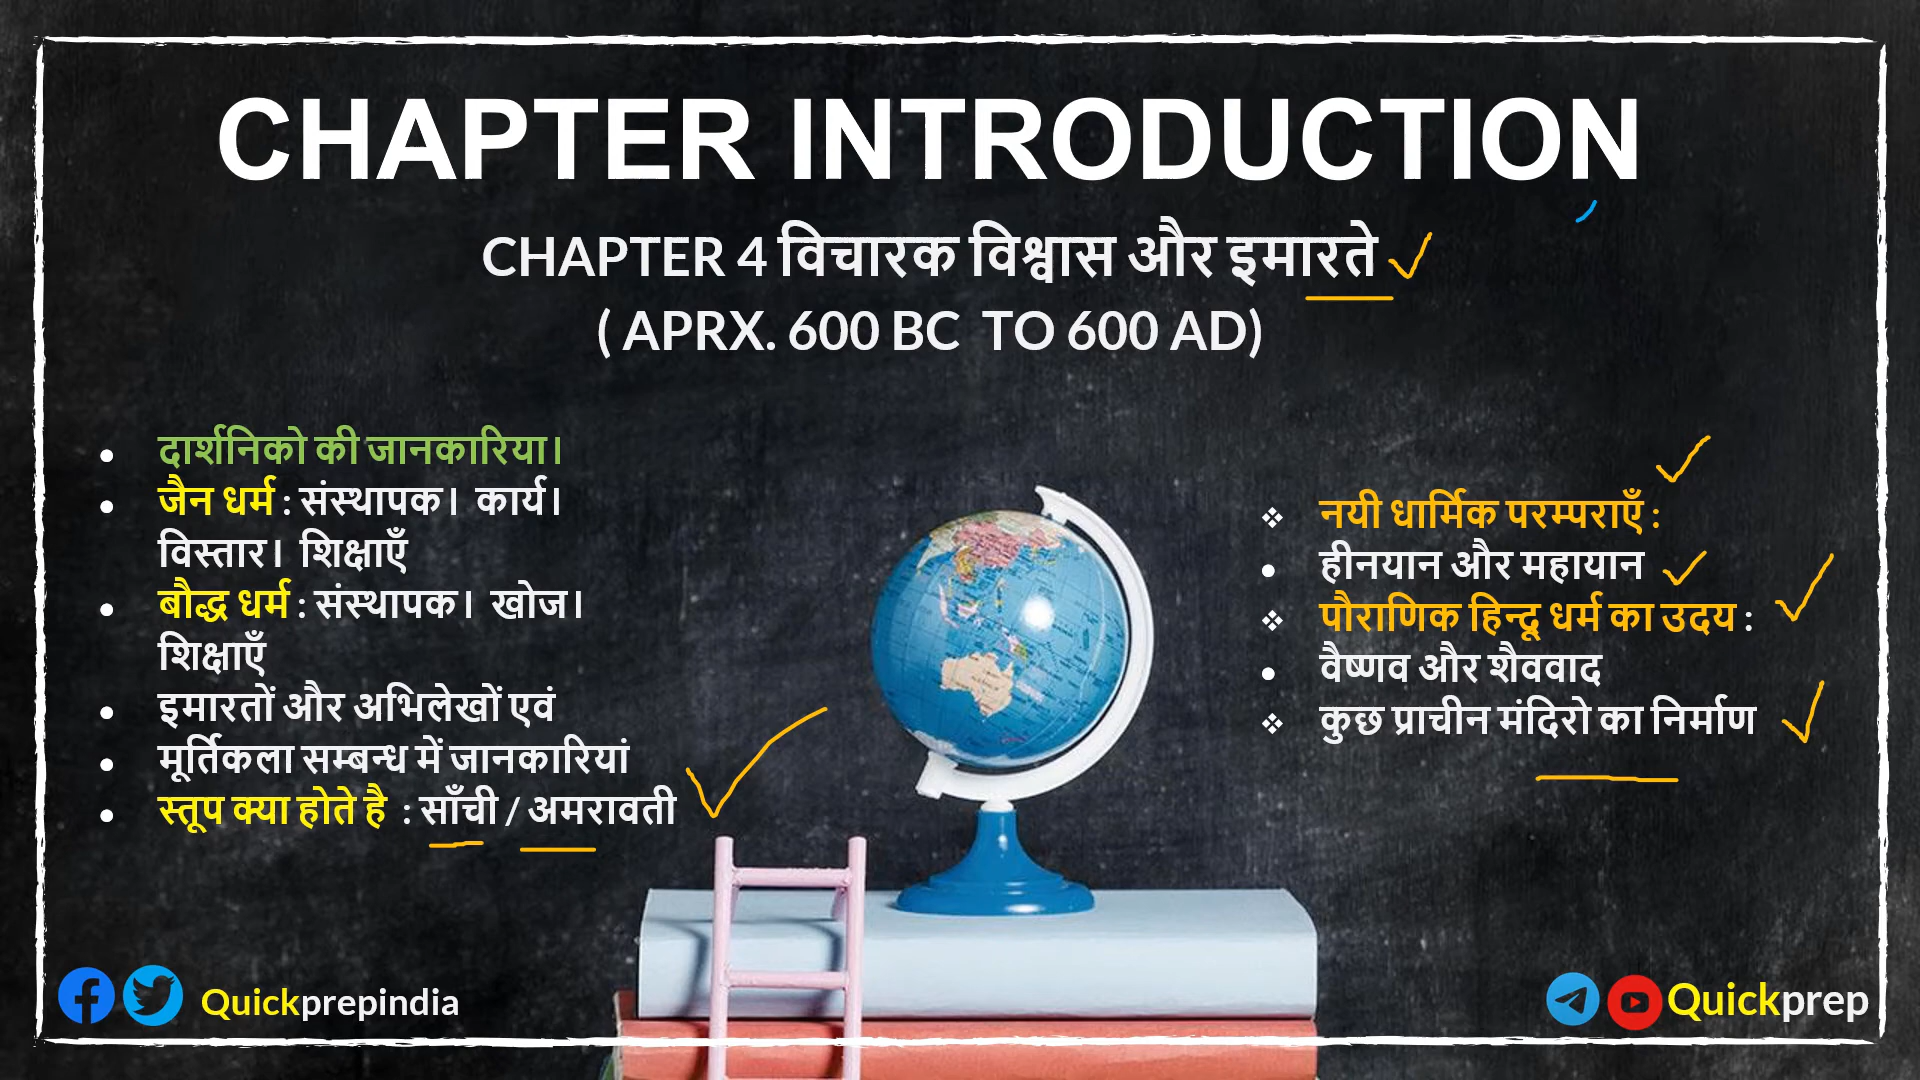 CHAPTER INTRODUCTION
CHAPTER 4 विचारक विश्वास और इमारते
( APRX. 600 BC TO 600 AD)
• दार्शनिको की जानकारिया।
• जैन धर्म : संस्थापक। कार्य।
विस्तार। शिक्षाएँ
• बौद्ध धर्म : संस्थापक। खोज।
शिक्षाएँ
• इमारतों और अभिलेखों एवं
• मूर्तिकला सम्बन्ध में जानकारियां
• स्तूप क्या होते है : साँची / अमरावती
❖ नयी धार्मिक परम्पराएँ :
• हीनयान और महायान
❖ पौराणिक हिन्दू धर्म का उदय :
• वैष्णव और शैववाद
❖ कुछ प्राचीन मंदिरो का निर्माण
Quickprepindia
Quickprep